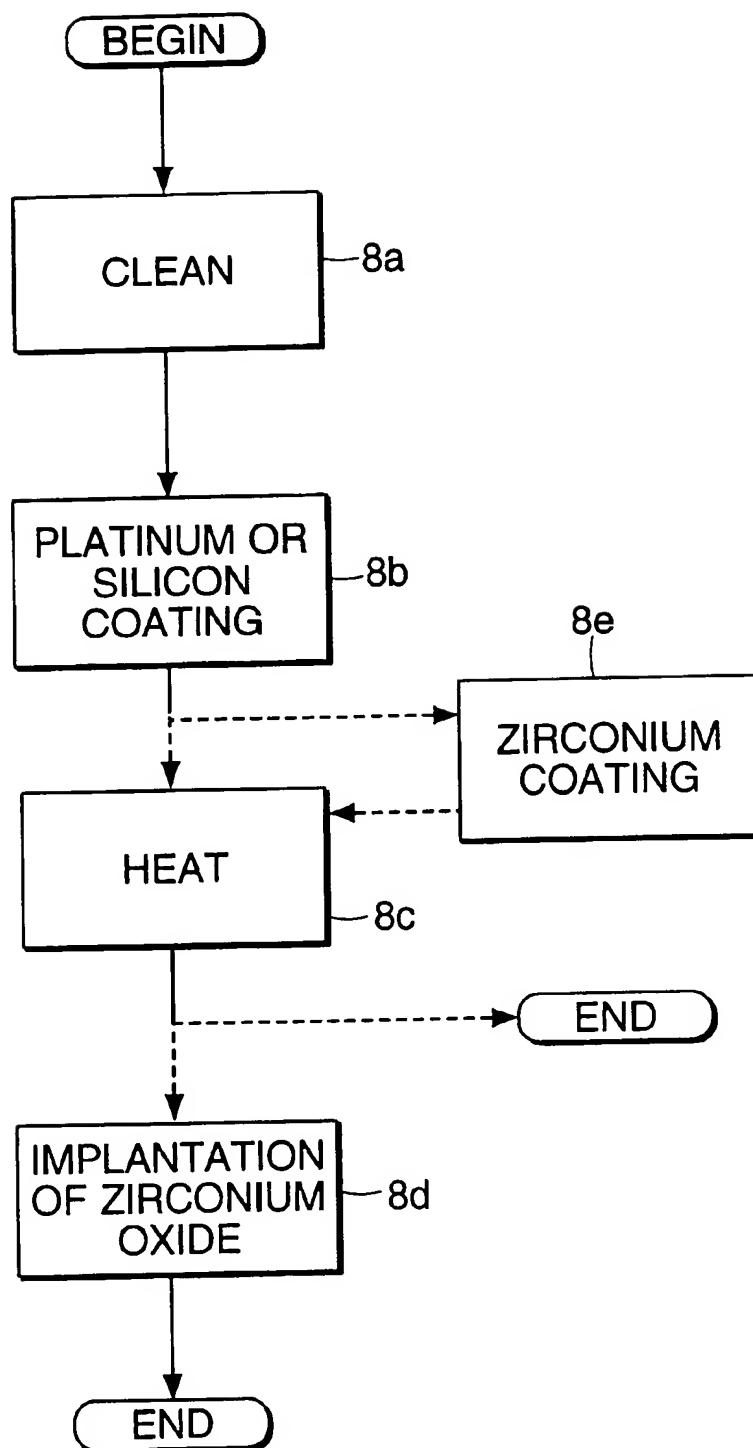 BEGIN
CLEAN
8a
PLATINUM OR
SILICON
COATING
8b
8e
ZIRCONIUM
COATING
HEAT
8c
END
IMPLANTATION
OF ZIRCONIUM
OXIDE
8d
END